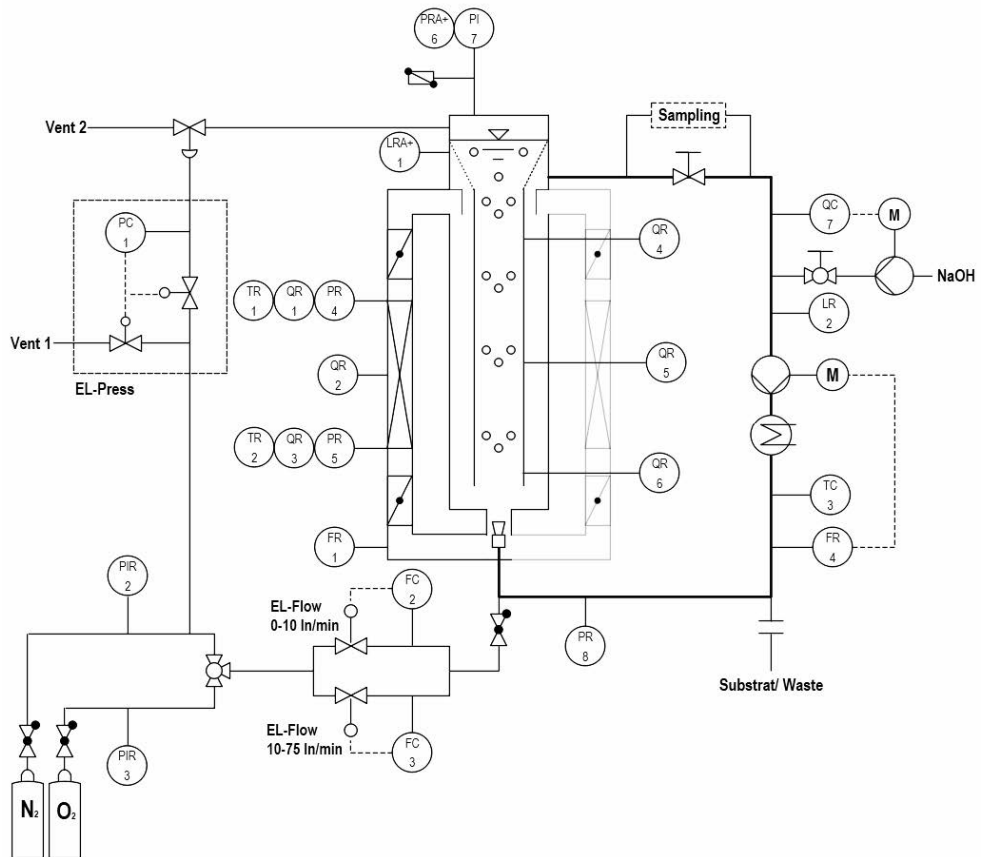 PRA+
6
PI
7
Sampling
Vent 2
LRA+
1
PC
1
QC
7
M
QR
4
NaOH
TR
1
QR
1
PR
4
LR
2
Vent 1
EL-Press
QR
2
QR
5
M
TR
2
QR
3
PR
5
QR
6
TC
3
FR
1
FR
4
PIR
2
EL-Flow
0-10 ln/min
FC
2
PR
8
Substrat/ Waste
EL-Flow
10-75 ln/min
FC
3
PIR
3
N₂
O₂